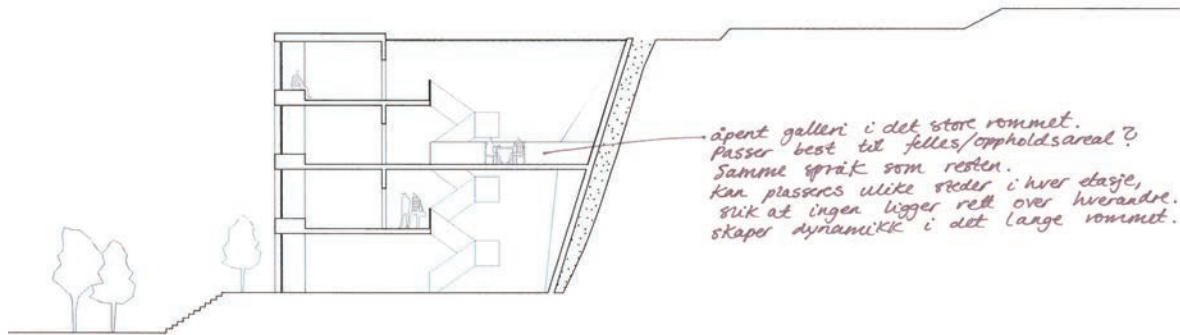 åpent galleri i det store rommet.
Passer best til felles/oppholdsareal?
Samme språk som resten.
Kan plasseres ulike steder i hver etasje,
slik at ingen ligger rett over hverandre.
skaper dynamikk i det lange rommet.